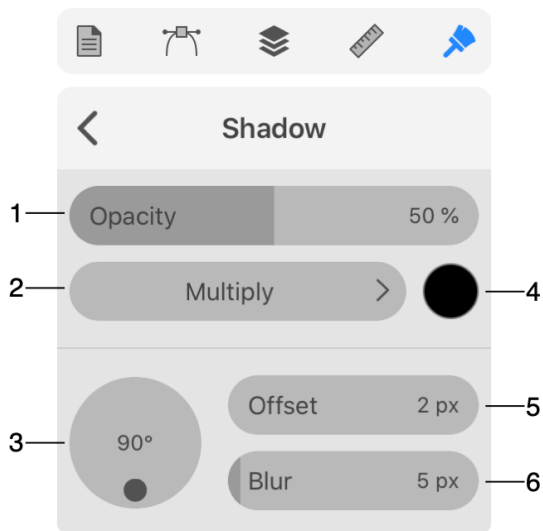 Shadow
1 Opacity 50 %
2 Multiply 4
Offset 2 px 5
3 90°
Blur 5 px 6